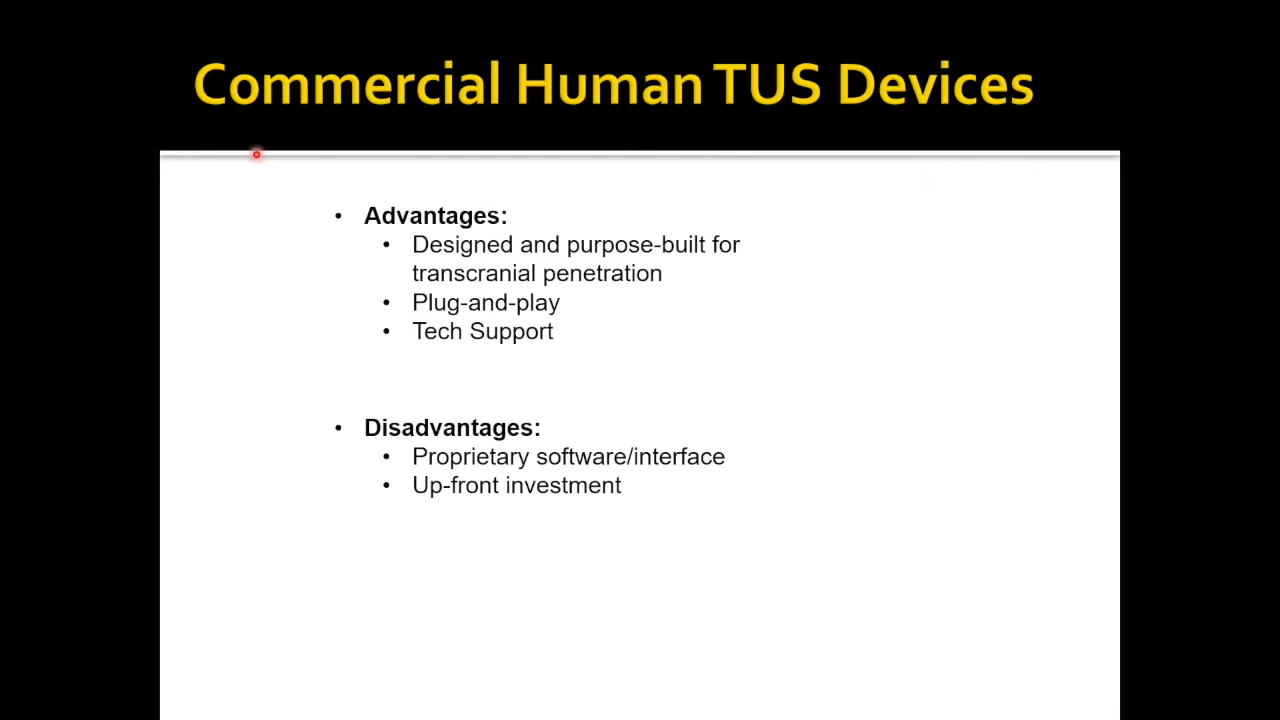 Commercial Human TUS Devices
• Advantages:
• Designed and purpose-built for
transcranial penetration
• Plug-and-play
• Tech Support
• Disadvantages:
• Proprietary software/interface
• Up-front investment